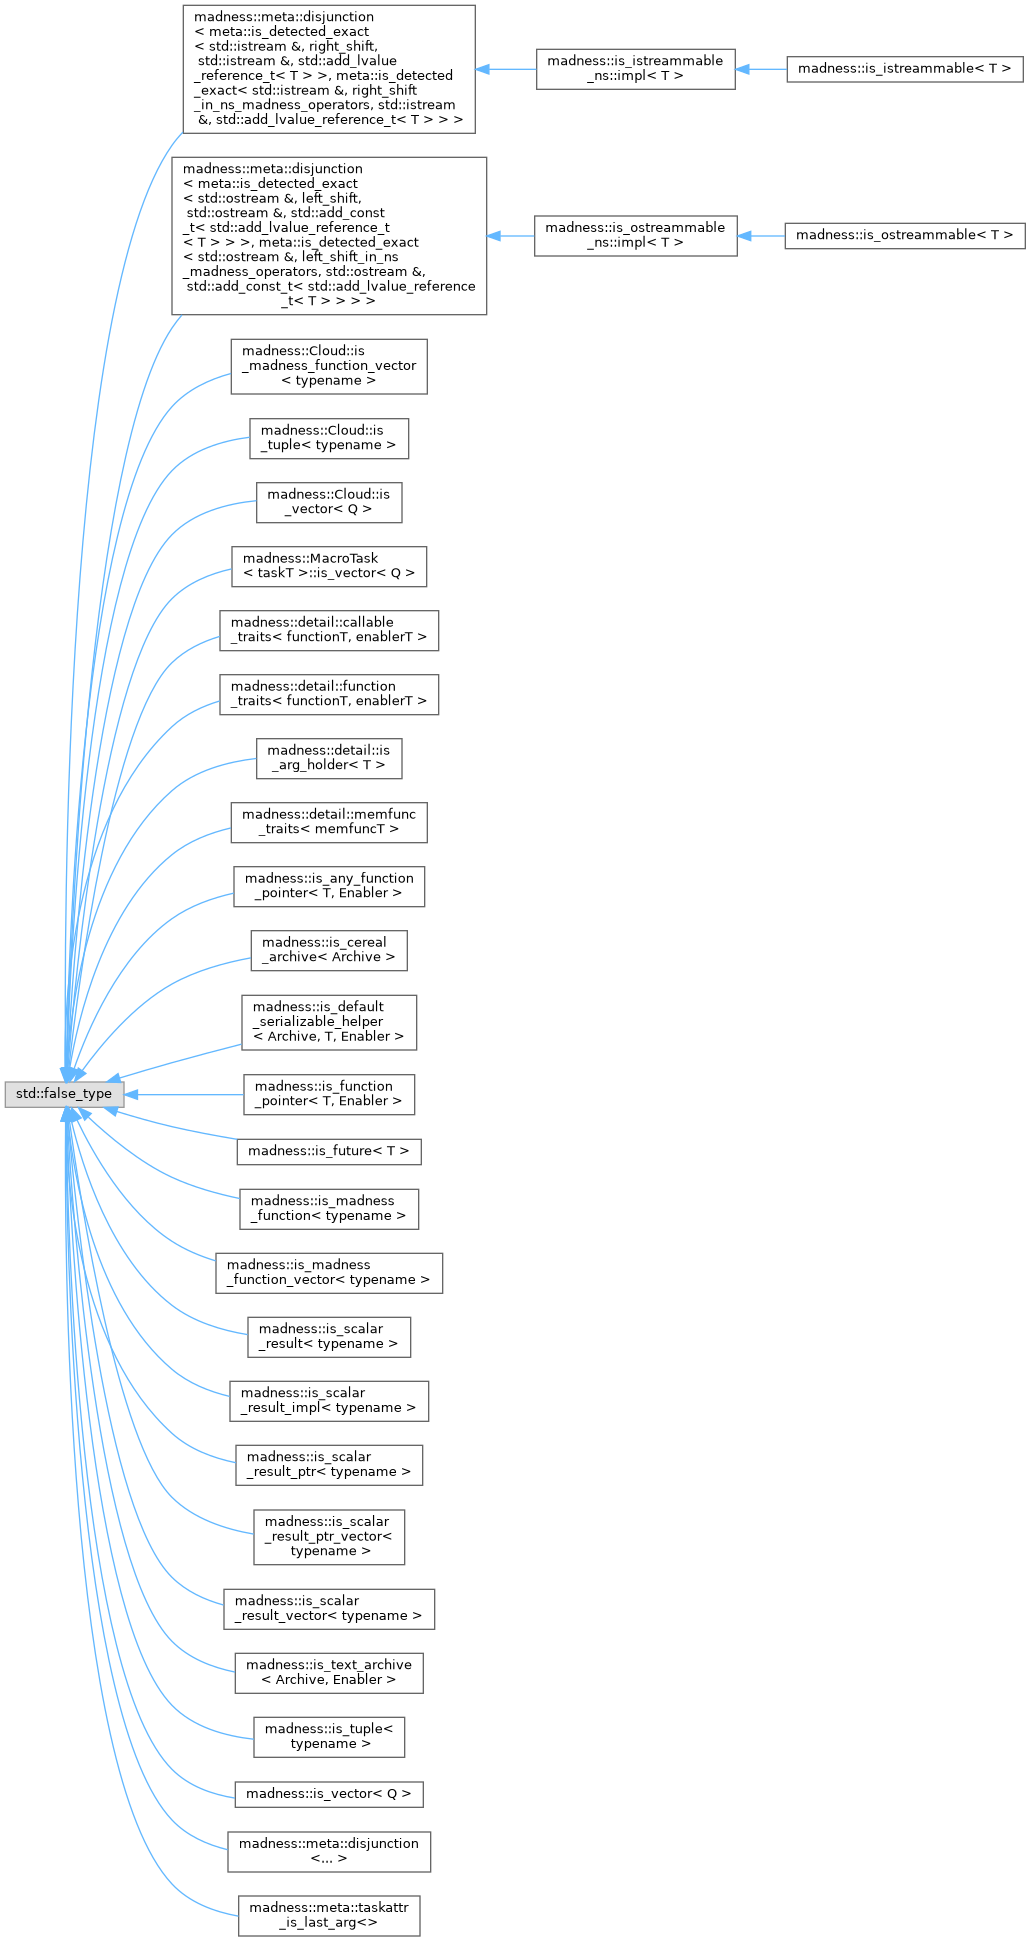 madness::meta::disjunction
< meta::is_detected_exact
< std::istream &, right_shift,
std::istream &, std::add_lvalue
_reference_t< T > >, meta::is_detected
_exact< std::istream &, right_shift
_in_ns_madness_operators, std::istream
&, std::add_lvalue_reference_t< T > > >
madness::is_istreammable
_ns::impl< T >
madness::is_istreammable< T >
madness::meta::disjunction
< meta::is_detected_exact
< std::ostream &, left_shift,
std::ostream &, std::add_const
_t< std::add_lvalue_reference_t
< T > > >, meta::is_detected_exact
< std::ostream &, left_shift_in_ns
_madness_operators, std::ostream &,
std::add_const_t< std::add_lvalue_reference
_t< T > > > >
madness::is_ostreammable
_ns::impl< T >
madness::is_ostreammable< T >
madness::Cloud::is
_madness_function_vector
< typename >
madness::Cloud::is
_tuple< typename >
madness::Cloud::is
_vector< Q >
madness::MacroTask
< taskT >::is_vector< Q >
madness::detail::callable
_traits< functionT, enablerT >
madness::detail::function
_traits< functionT, enablerT >
madness::detail::is
_arg_holder< T >
madness::detail::memfunc
_traits< memfuncT >
madness::is_any_function
_pointer< T, Enabler >
madness::is_cereal
_archive< Archive >
madness::is_default
_serializable_helper
< Archive, T, Enabler >
std::false_type
madness::is_function
_pointer< T, Enabler >
madness::is_future< T >
madness::is_madness
_function< typename >
madness::is_madness
_function_vector< typename >
madness::is_scalar
_result< typename >
madness::is_scalar
_result_impl< typename >
madness::is_scalar
_result_ptr< typename >
madness::is_scalar
_result_ptr_vector<
typename >
madness::is_scalar
_result_vector< typename >
madness::is_text_archive
< Archive, Enabler >
madness::is_tuple<
typename >
madness::is_vector< Q >
madness::meta::disjunction
<... >
madness::meta::taskattr
_is_last_arg<>